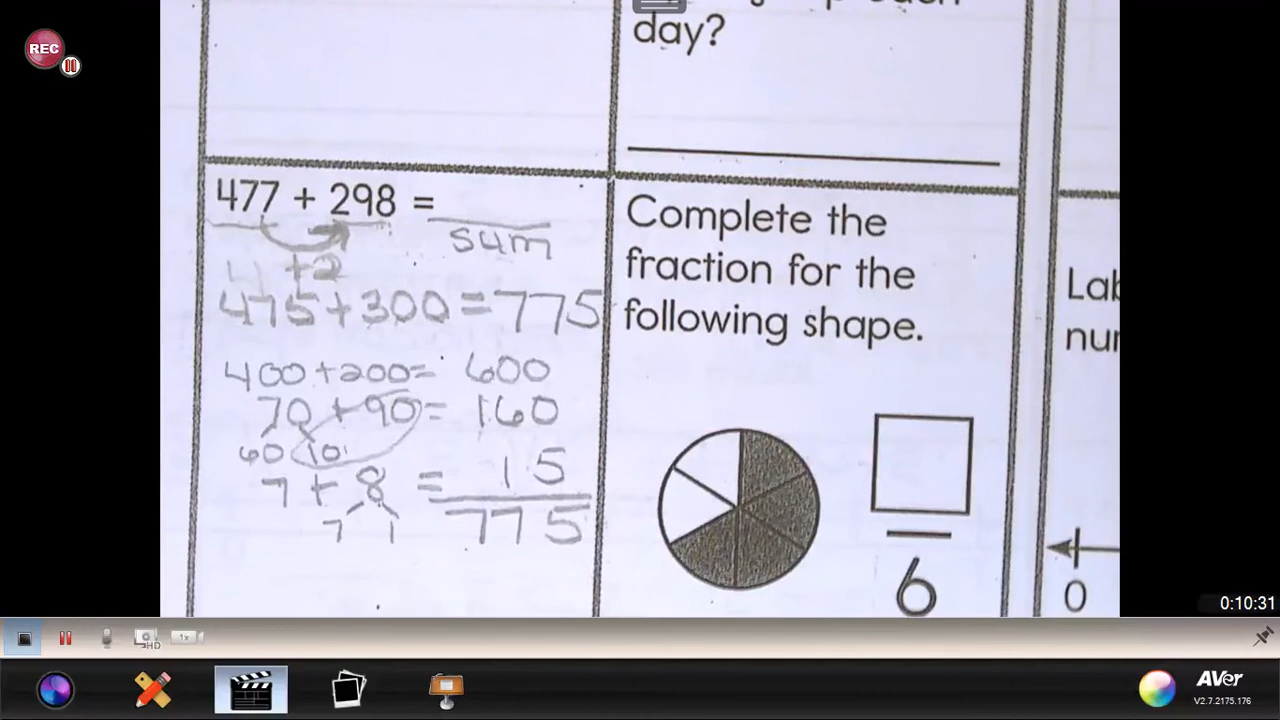 REC
day?
477 + 298 =
sum
+2
475 + 300 = 775
400 + 200 = 600
70 + 90 = 160
60 10
7 + 8 = 15
7 1
775
Complete the
fraction for the
following shape.
6
Lab
nu
0
0:10:31
HD
1x
AVer
V2.7.2175.176